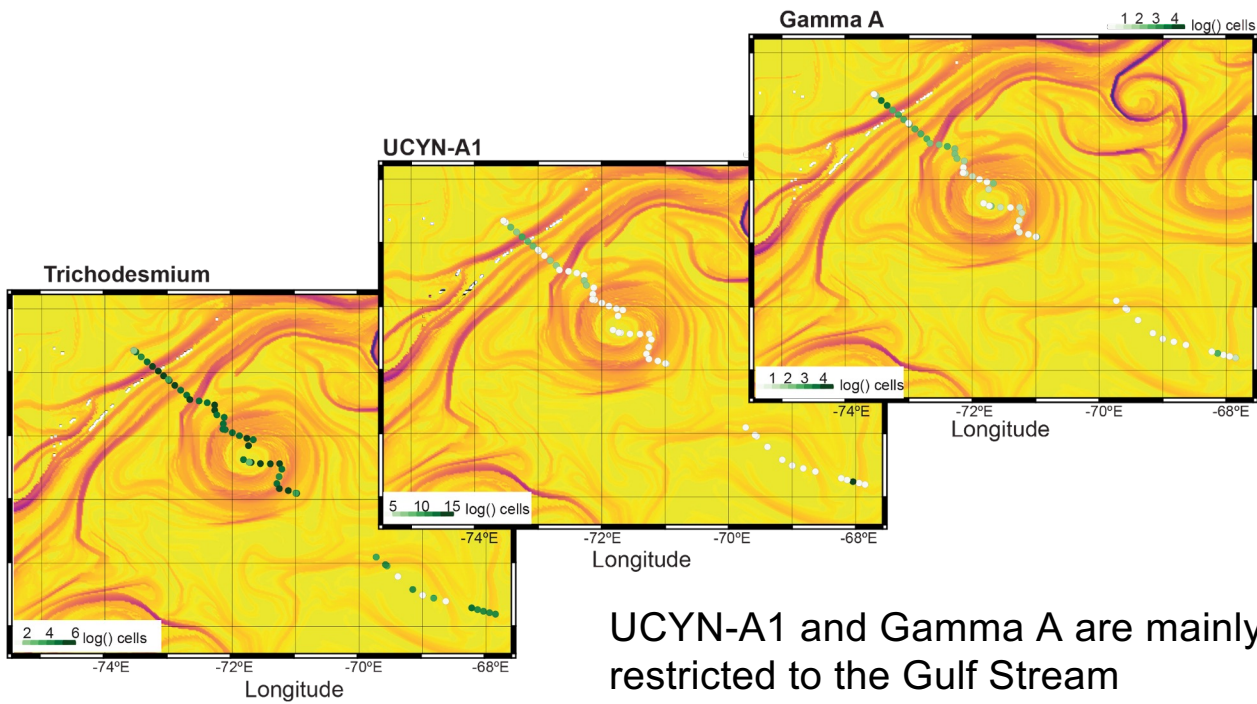 Gamma A
1 2 3 4 log() cells
UCYN-A1
Trichodesmium
1 2 3 4 log() cells
-74ºE -72ºE -70ºE -68ºE
Longitude
5 10 15 log() cells
-74ºE -72ºE -70ºE -68ºE
Longitude
2 4 6 log() cells
-74ºE -72ºE -70ºE -68ºE
Longitude
UCYN-A1 and Gamma A are mainly
restricted to the Gulf Stream